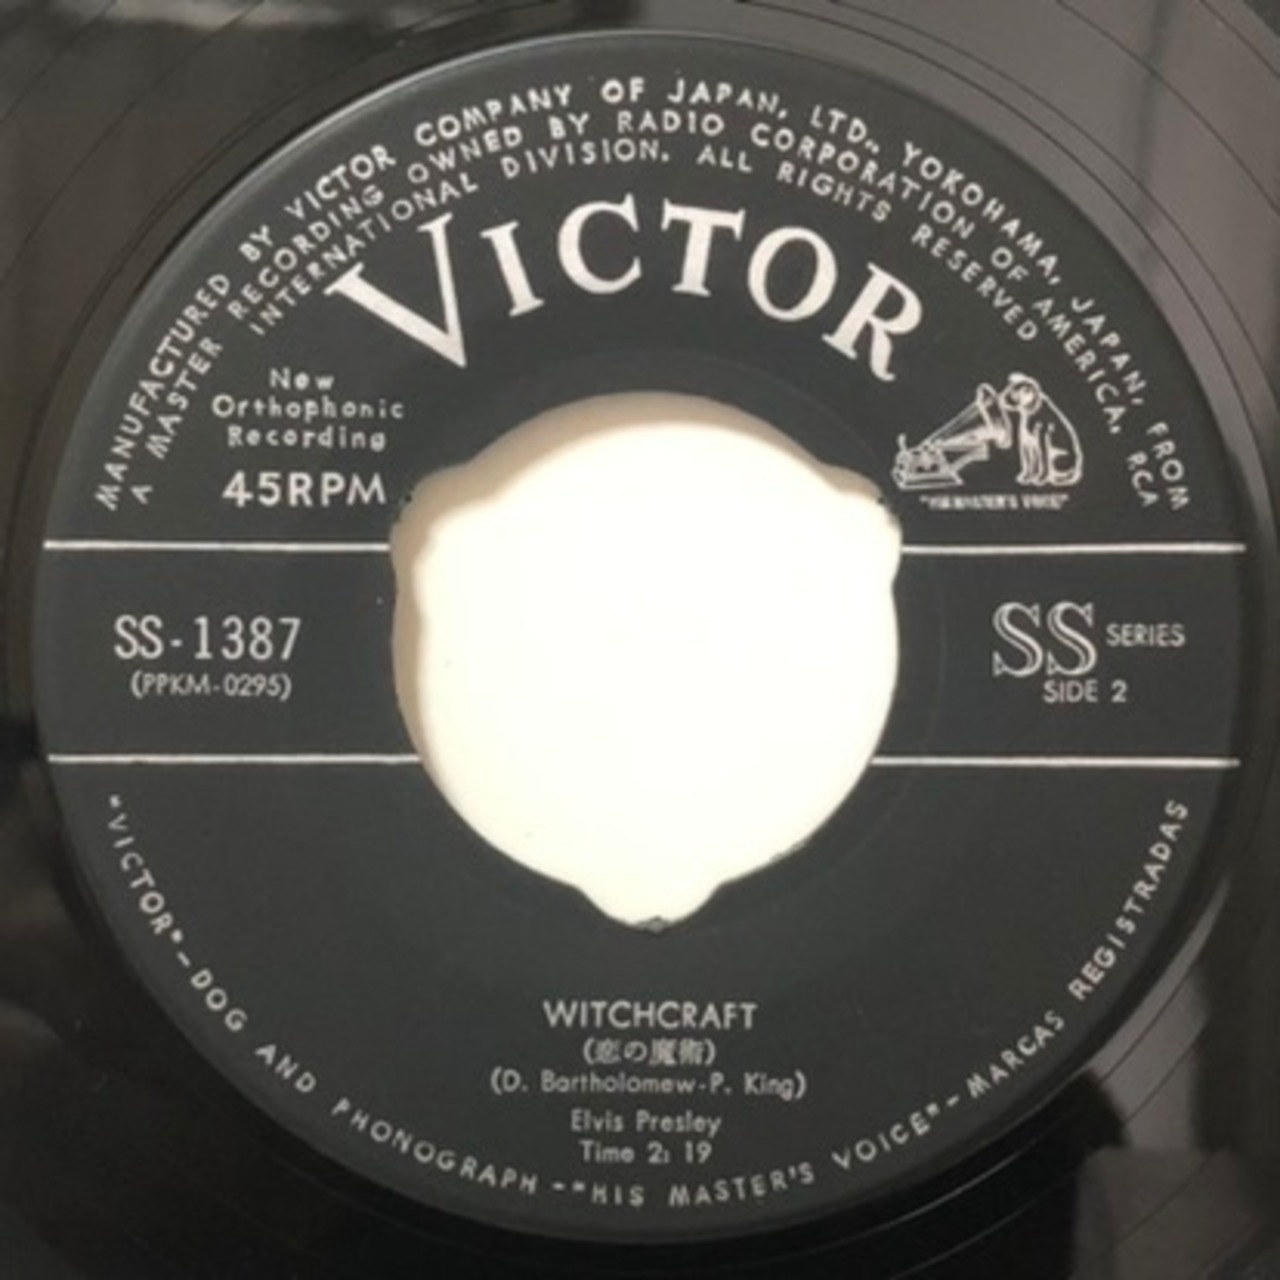 MANUFACTURED BY VICTOR COMPANY OF JAPAN, LTD., YOKOHAMA, JAPAN, FROM
A MASTER RECORDING OWNED BY RADIO CORPORATION OF AMERICA, RCA
INTERNATIONAL DIVISION. ALL RIGHTS RESERVED
VICTOR
New
Orthophonic
Recording
45RPM
"HIS MASTER'S VOICE"
SS-1387
(PPKM-0295)
SS SERIES
SIDE 2
WITCHCRAFT
(恋の魔術)
(D. Bartholomew-P. King)
Elvis Presley
Time 2: 19
"VICTOR"-DOG AND PHONOGRAPH-"HIS MASTER'S VOICE"-MARCAS REGISTRADAS